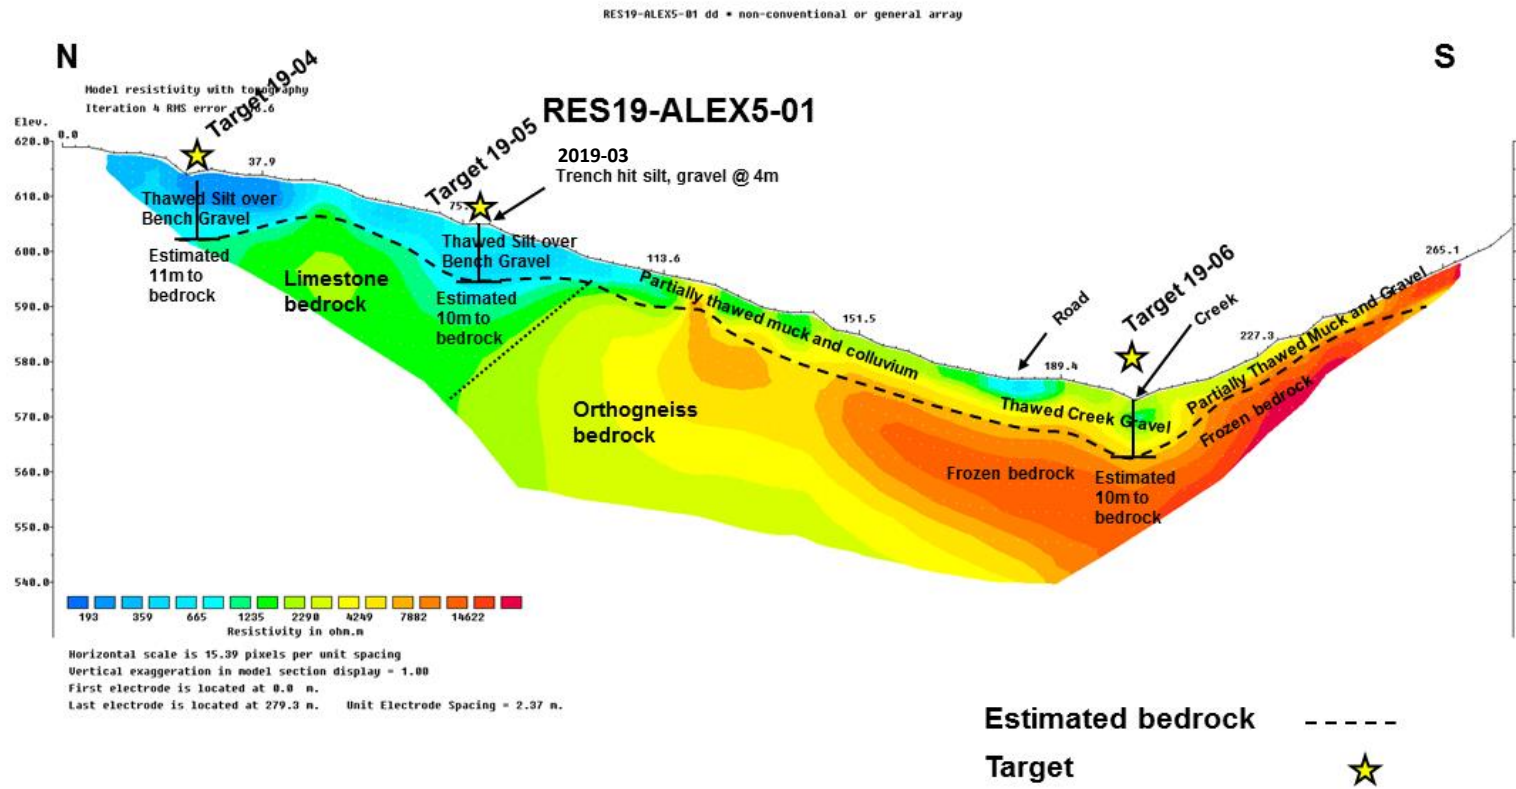 RES19-ALEX5-01 dd * non-conventional or general array
N
S
Model resistivity with topography
Iteration 4 RMS error
Target 19-04
RES19-ALEX5-01
Target 19-05
2019-03
Trench hit silt, gravel @ 4m
Elev.
0.0
620.0
610.0
600.0
590.0
580.0
570.0
560.0
550.0
540.0
37.9
75.
113.6
151.5
189.4
227.3
265.1
Thawed Silt over
Bench Gravel
Estimated
11m to
bedrock
Limestone
bedrock
Thawed Silt over
Bench Gravel
Estimated
10m to
bedrock
Partially thawed muck and colluvium
Orthogneiss
bedrock
Road
Target 19-06
Creek
Thawed Creek Gravel
Partially Thawed Muck and Gravel
Frozen bedrock
Frozen bedrock
Estimated
10m to
bedrock
193 359 665 1235 2290 4249 7882 14622
Resistivity in ohm.m
Horizontal scale is 15.39 pixels per unit spacing
Vertical exaggeration in model section display = 1.00
First electrode is located at 0.0 m.
Last electrode is located at 279.3 m. Unit Electrode Spacing = 2.37 m.
Estimated bedrock
Target